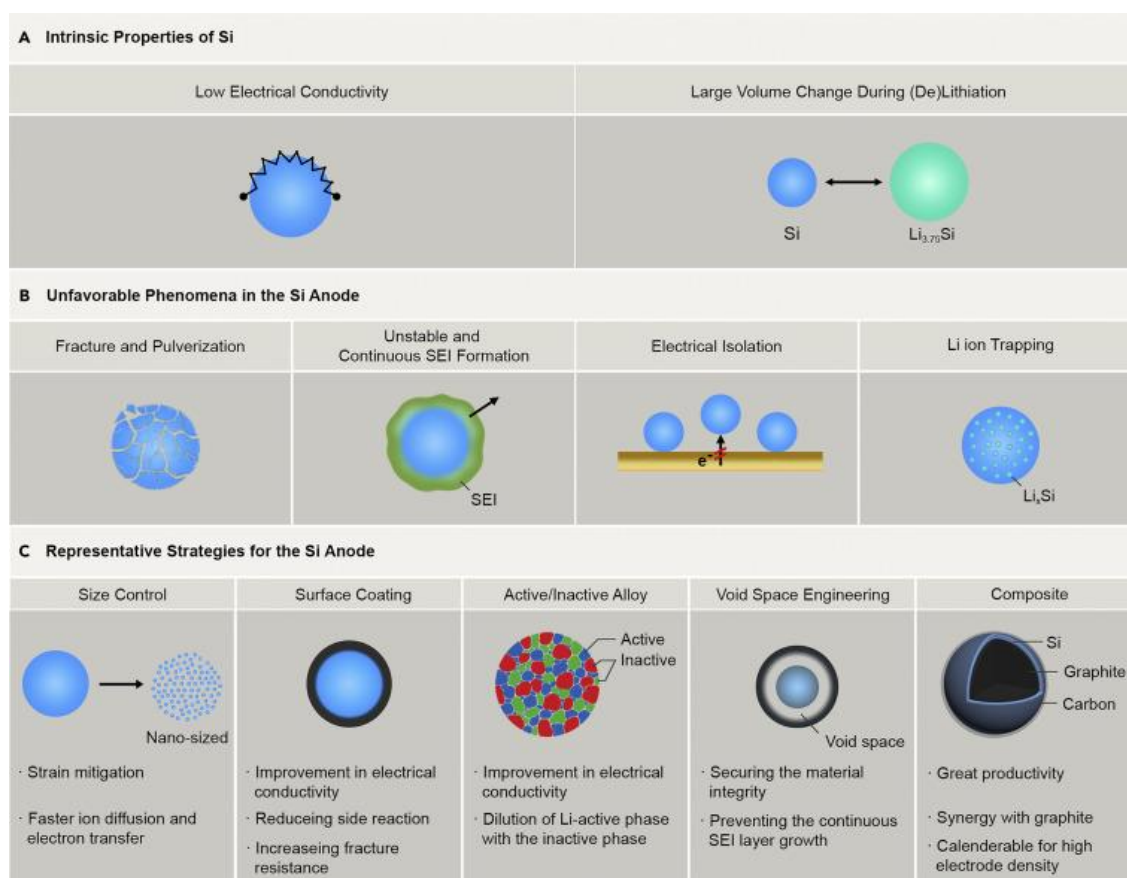 A Intrinsic Properties of Si
Low Electrical Conductivity
Large Volume Change During (De)Lithiation
Si
Li3.75Si
B Unfavorable Phenomena in the Si Anode
Fracture and Pulverization
Unstable and
Continuous SEI Formation
Electrical Isolation
Li ion Trapping
SEI
e-
LixSi
C Representative Strategies for the Si Anode
Size Control
Surface Coating
Active/Inactive Alloy
Void Space Engineering
Composite
Nano-sized
Active
Inactive
Void space
Si
Graphite
Carbon
· Strain mitigation
· Faster ion diffusion and
electron transfer
· Improvement in electrical
conductivity
· Reduceing side reaction
· Increaseing fracture
resistance
· Improvement in electrical
conductivity
· Dilution of Li-active phase
with the inactive phase
· Securing the material
integrity
· Preventing the continuous
SEI layer growth
· Great productivity
· Synergy with graphite
· Calenderable for high
electrode density